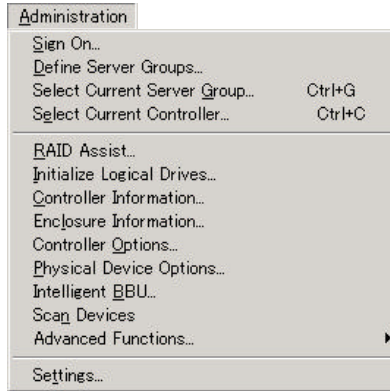 Administration
Sign On...
Define Server Groups...
Select Current Server Group... Ctrl+G
Select Current Controller... Ctrl+C
RAID Assist...
Initialize Logical Drives...
Controller Information...
Enclosure Information...
Controller Options...
Physical Device Options...
Intelligent BBU...
Scan Devices
Advanced Functions...
Settings...